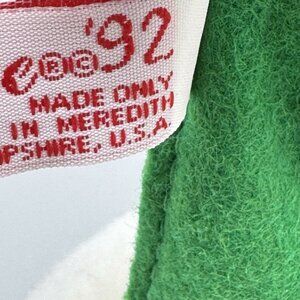 '92
MADE ONLY
IN MEREDITH
PSHIRE, U.S.A.